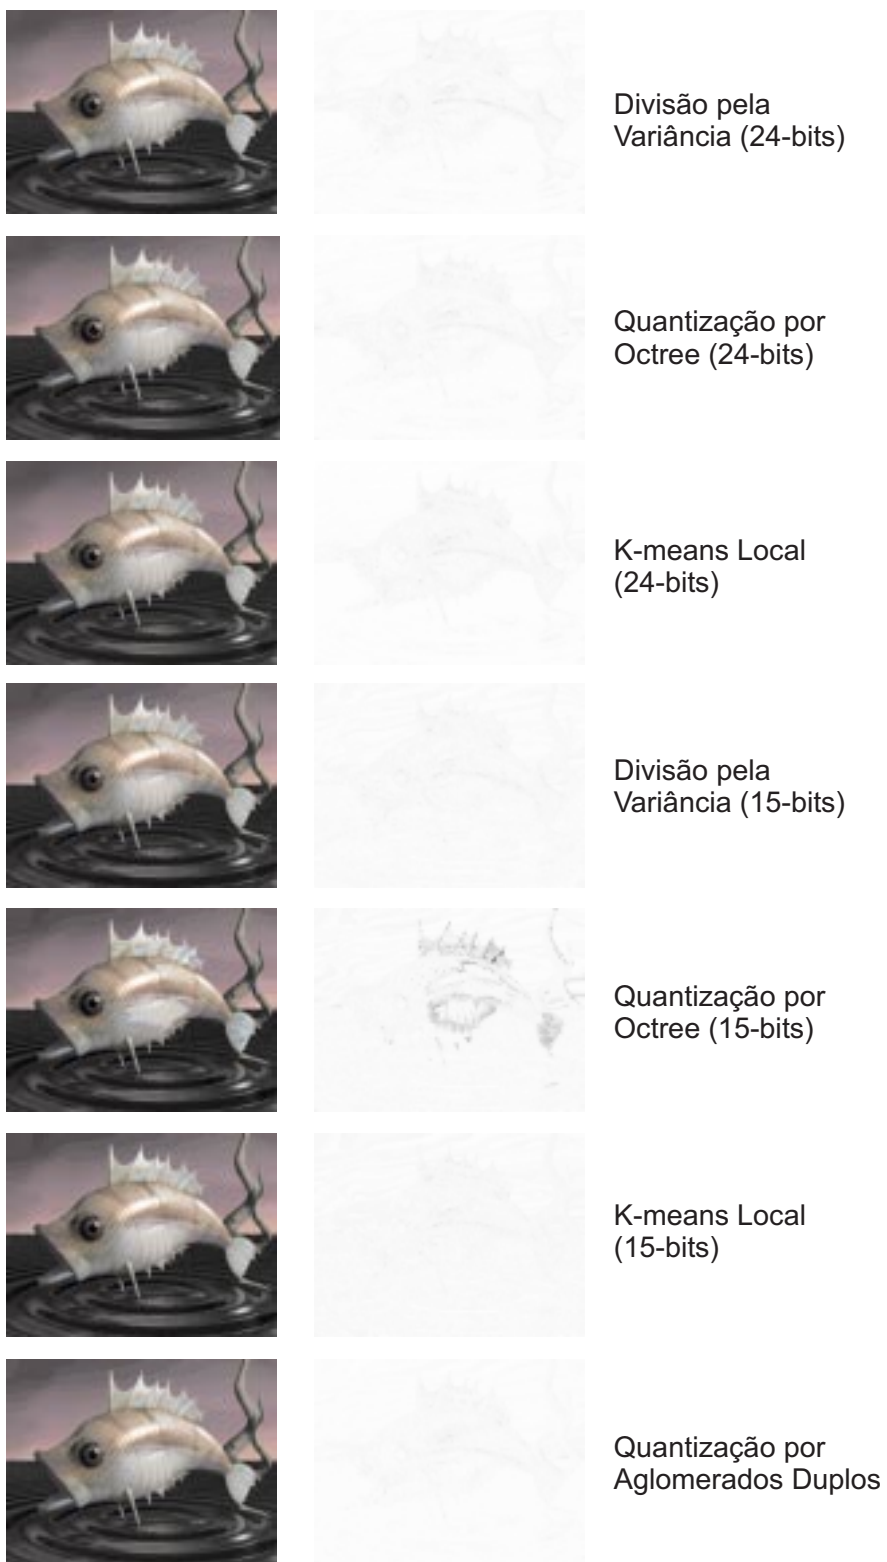 Divisão pela
Variância (24-bits)
Quantização por
Octree (24-bits)
K-means Local
(24-bits)
Divisão pela
Variância (15-bits)
Quantização por
Octree (15-bits)
K-means Local
(15-bits)
Quantização por
Aglomerados Duplos